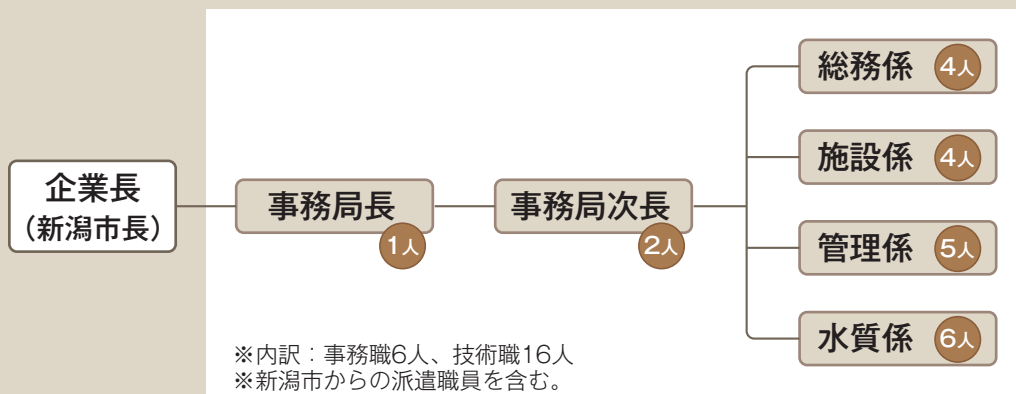 企業長
（新潟市長）
事務局長
1人
事務局次長
2人
総務係 4人
施設係 4人
管理係 5人
水質係 6人
※内訳：事務職6人、技術職16人
※新潟市からの派遣職員を含む。